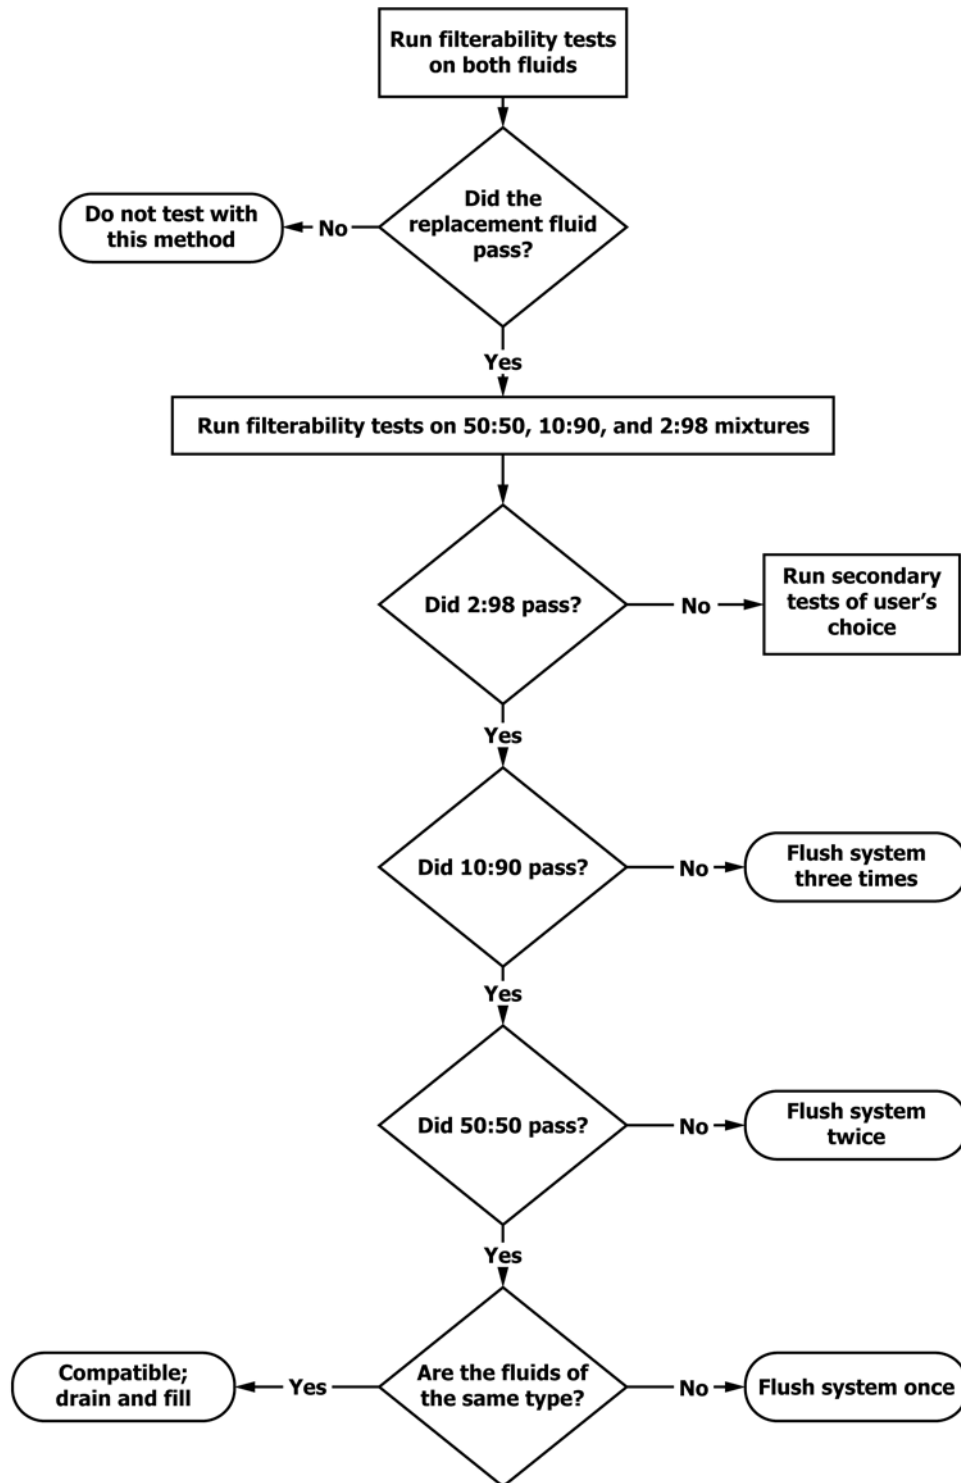 Run filterability tests
on both fluids
Did the
replacement fluid
pass?
No
Do not test with
this method
Yes
Run filterability tests on 50:50, 10:90, and 2:98 mixtures
Did 2:98 pass?
No
Run secondary
tests of user’s
choice
Yes
Did 10:90 pass?
No
Flush system
three times
Yes
Did 50:50 pass?
No
Flush system
twice
Yes
Are the fluids of
the same type?
Yes
Compatible;
drain and fill
No
Flush system once